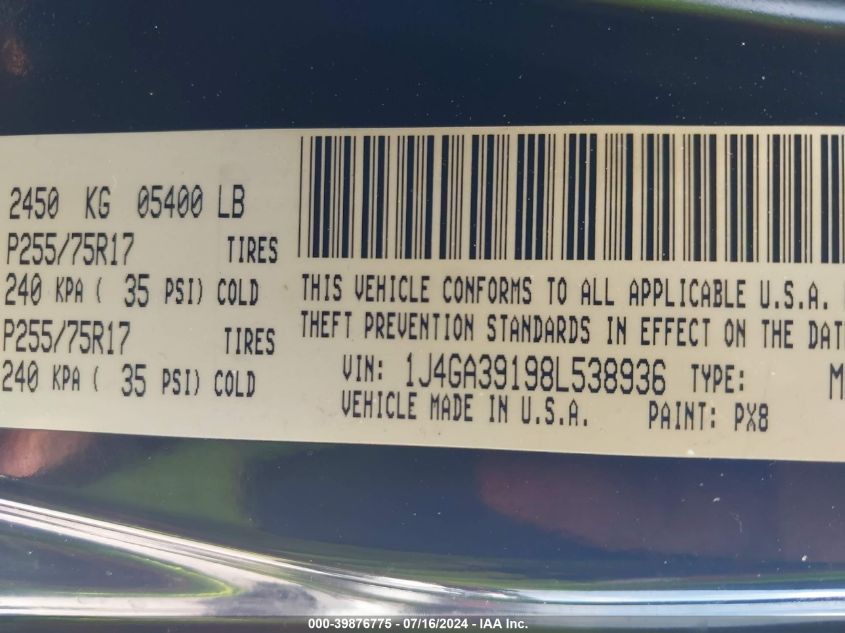 2450 KG 05400 LB
P255/75R17 TIRES
240 KPA ( 35 PSI) COLD
P255/75R17 TIRES
240 KPA ( 35 PSI) COLD
THIS VEHICLE CONFORMS TO ALL APPLICABLE U.S.A.
THEFT PREVENTION STANDARDS IN EFFECT ON THE DAT
VIN: 1J4GA39198L538936 TYPE: M
VEHICLE MADE IN U.S.A. PAINT: PX8
000-39876775 - 07/16/2024 - IAA Inc.